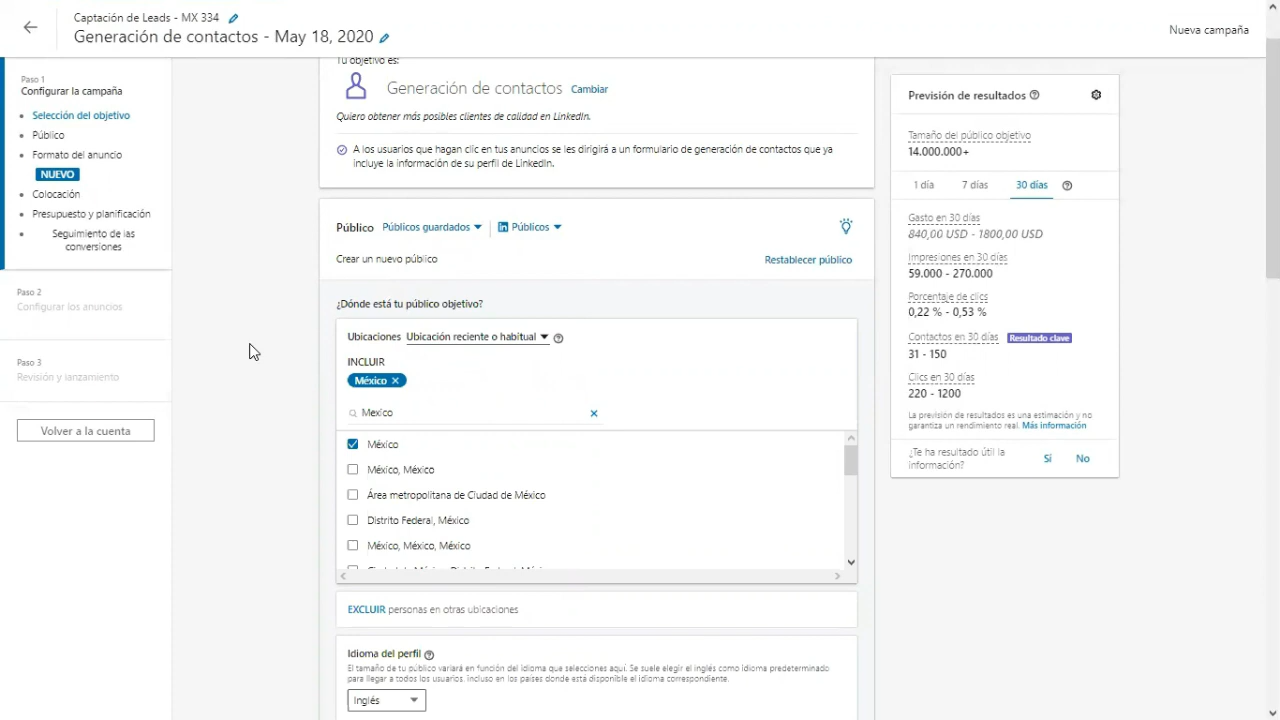 Captación de Leads - MX 334
Generación de contactos - May 18, 2020
Nueva campaña
Paso 1
Configurar la campaña
Selección del objetivo
Público
Formato del anuncio
NUEVO
Colocación
Presupuesto y planificación
Seguimiento de las
conversiones
Paso 2
Configurar los anuncios
Paso 3
Revisión y lanzamiento
Volver a la cuenta
Tu objetivo es:
Generación de contactos Cambiar
Quiero obtener más posibles clientes de calidad en LinkedIn.
A los usuarios que hagan clic en tus anuncios se les dirigirá a un formulario de generación de contactos que ya
incluye la información de su perfil de LinkedIn.
Público Públicos guardados in Públicos
Crear un nuevo público
Restablecer público
¿Dónde está tu público objetivo?
Ubicaciones Ubicación reciente o habitual
INCLUIR
México
Mexico
México
México, México
Área metropolitana de Ciudad de México
Distrito Federal, México
México, México, México
EXCLUIR personas en otras ubicaciones
Idioma del perfil
El tamaño de tu público variará en función del idioma que selecciones aquí. Se suele elegir el inglés como idioma predeterminado
para llegar a todos los usuarios, incluso en los países donde está disponible el idioma correspondiente.
Inglés
Previsión de resultados
Tamaño del público objetivo
14.000.000+
1 día 7 días 30 días
Gasto en 30 días
840,00 USD - 1800,00 USD
Impresiones en 30 días
59.000 - 270.000
Porcentaje de clics
0,22 % - 0,53 %
Contactos en 30 días Resultado clave
31 - 150
Clics en 30 días
220 - 1200
La previsión de resultados es una estimación y no
garantiza un rendimiento real. Más información
¿Te ha resultado útil la
información?
Sí No